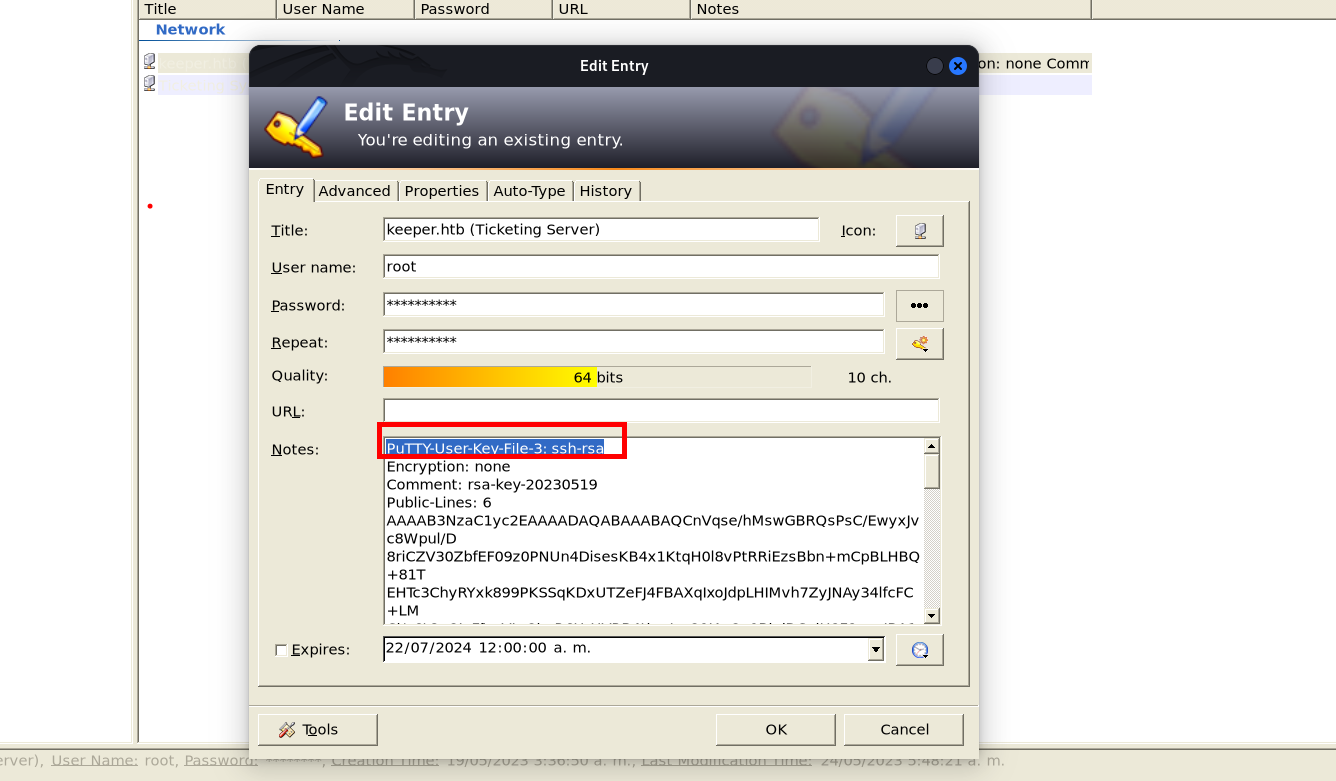 Title User Name Password URL Notes
Network
on: none Comm
Edit Entry
Edit Entry
You're editing an existing entry.
Entry Advanced Properties Auto-Type History
Title: keeper.htb (Ticketing Server) Icon:
User name: root
Password: ********** •••
Repeat: **********
Quality: 64 bits 10 ch.
URL:
Notes: PuTTY-User-Key-File-3: ssh-rsa
Encryption: none
Comment: rsa-key-20230519
Public-Lines: 6
AAAAB3NzaC1yc2EAAAADAQABAAABAQCnVqse/hMswGBRQsPsC/EwyxJv
c8Wpul/D
8riCZV30ZbfEF09z0PNUn4DisesKB4x1KtqH0l8vPtRRiEzsBbn+mCpBLHBQ
+81T
EHTc3ChyRYxk899PKSSqKDxUTZeFJ4FBAXqIxoJdpLHIMvh7ZyJNAy34lfcFC
+LM
Expires: 22/07/2024 12:00:00 a. m.
Tools OK Cancel
erver), User Name: root, Password: ********, Creation Time: 19/05/2023 3:36:50 a. m., Last Modification Time: 24/05/2023 5:48:21 a. m.